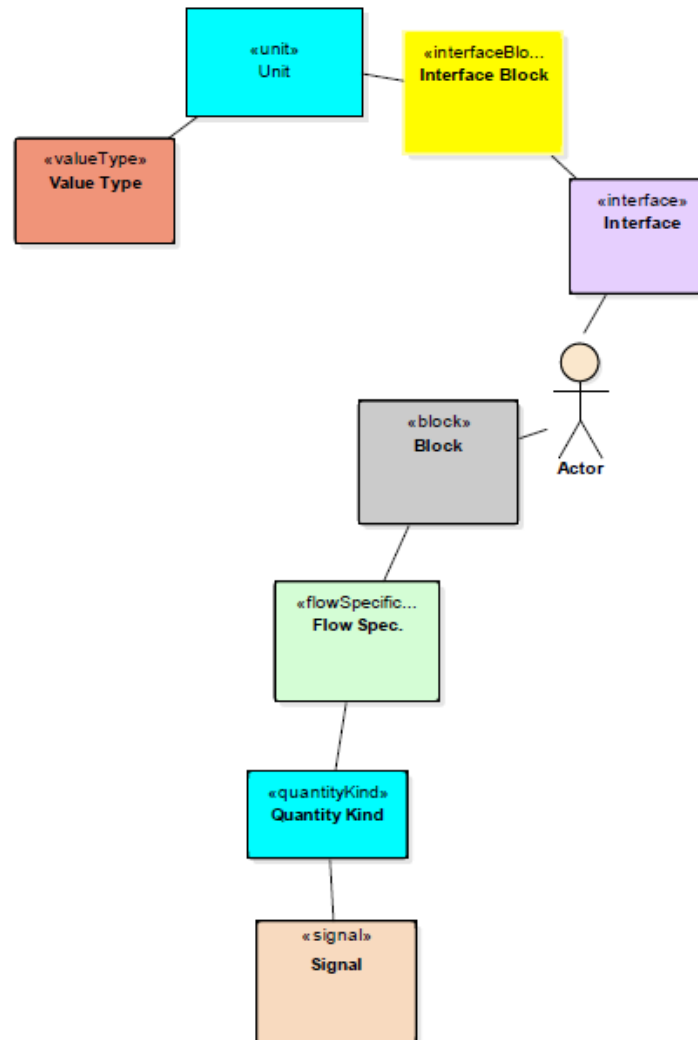 «unit»
Unit
«interfaceBlo...
Interface Block
«valueType»
Value Type
«interface»
Interface
Actor
«block»
Block
«flowSpecific...
Flow Spec.
«quantityKind»
Quantity Kind
«signal»
Signal